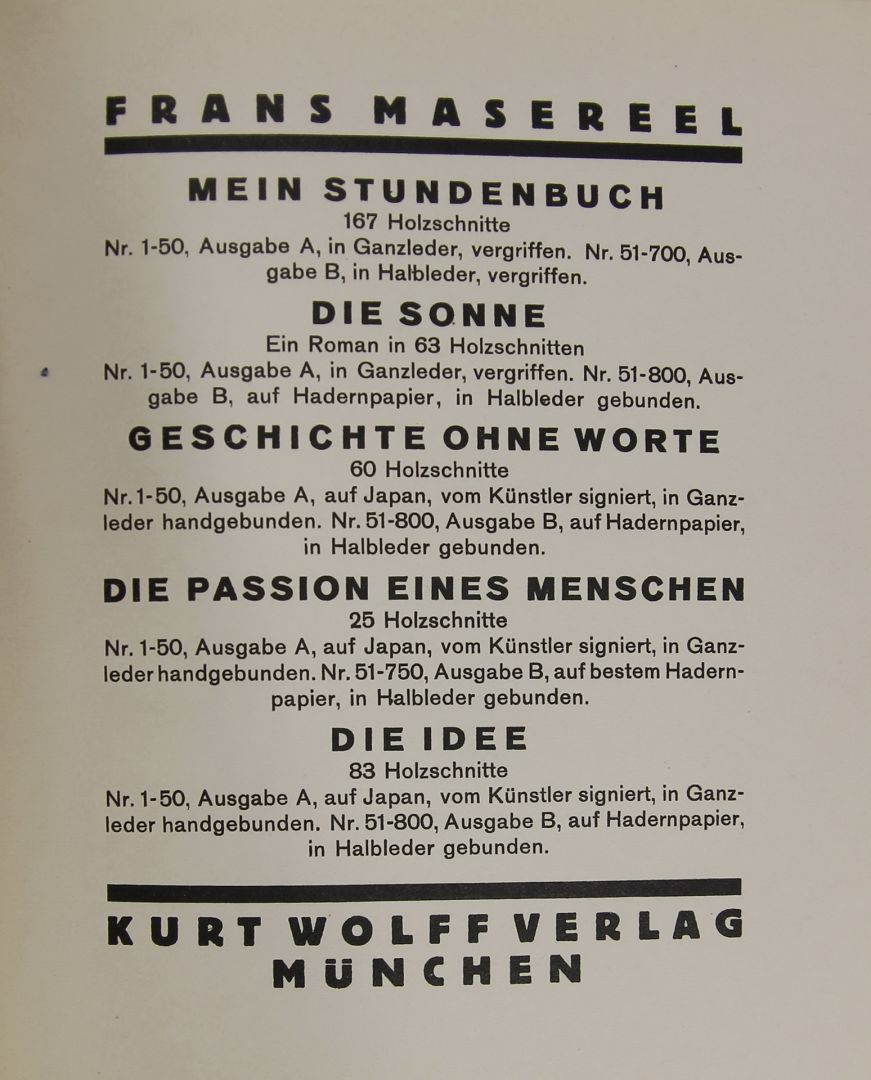 FRANS MASEREEL
MEIN STUNDENBUCH
167 Holzschnitte
Nr. 1-50, Ausgabe A, in Ganzleder, vergriffen. Nr. 51-700, Aus-
gabe B, in Halbleder, vergriffen.
DIE SONNE
Ein Roman in 63 Holzschnitten
Nr. 1-50, Ausgabe A, in Ganzleder, vergriffen. Nr. 51-800, Aus-
gabe B, auf Hadernpapier, in Halbleder gebunden.
GESCHICHTE OHNE WORTE
60 Holzschnitte
Nr. 1-50, Ausgabe A, auf Japan, vom Künstler signiert, in Ganz-
leder handgebunden. Nr. 51-800, Ausgabe B, auf Hadernpapier,
in Halbleder gebunden.
DIE PASSION EINES MENSCHEN
25 Holzschnitte
Nr. 1-50, Ausgabe A, auf Japan, vom Künstler signiert, in Ganz-
leder handgebunden. Nr. 51-750, Ausgabe B, auf bestem Hadern-
papier, in Halbleder gebunden.
DIE IDEE
83 Holzschnitte
Nr. 1-50, Ausgabe A, auf Japan, vom Künstler signiert, in Ganz-
leder handgebunden. Nr. 51-800, Ausgabe B, auf Hadernpapier,
in Halbleder gebunden.
KURT WOLFF VERLAG
MÜNCHEN